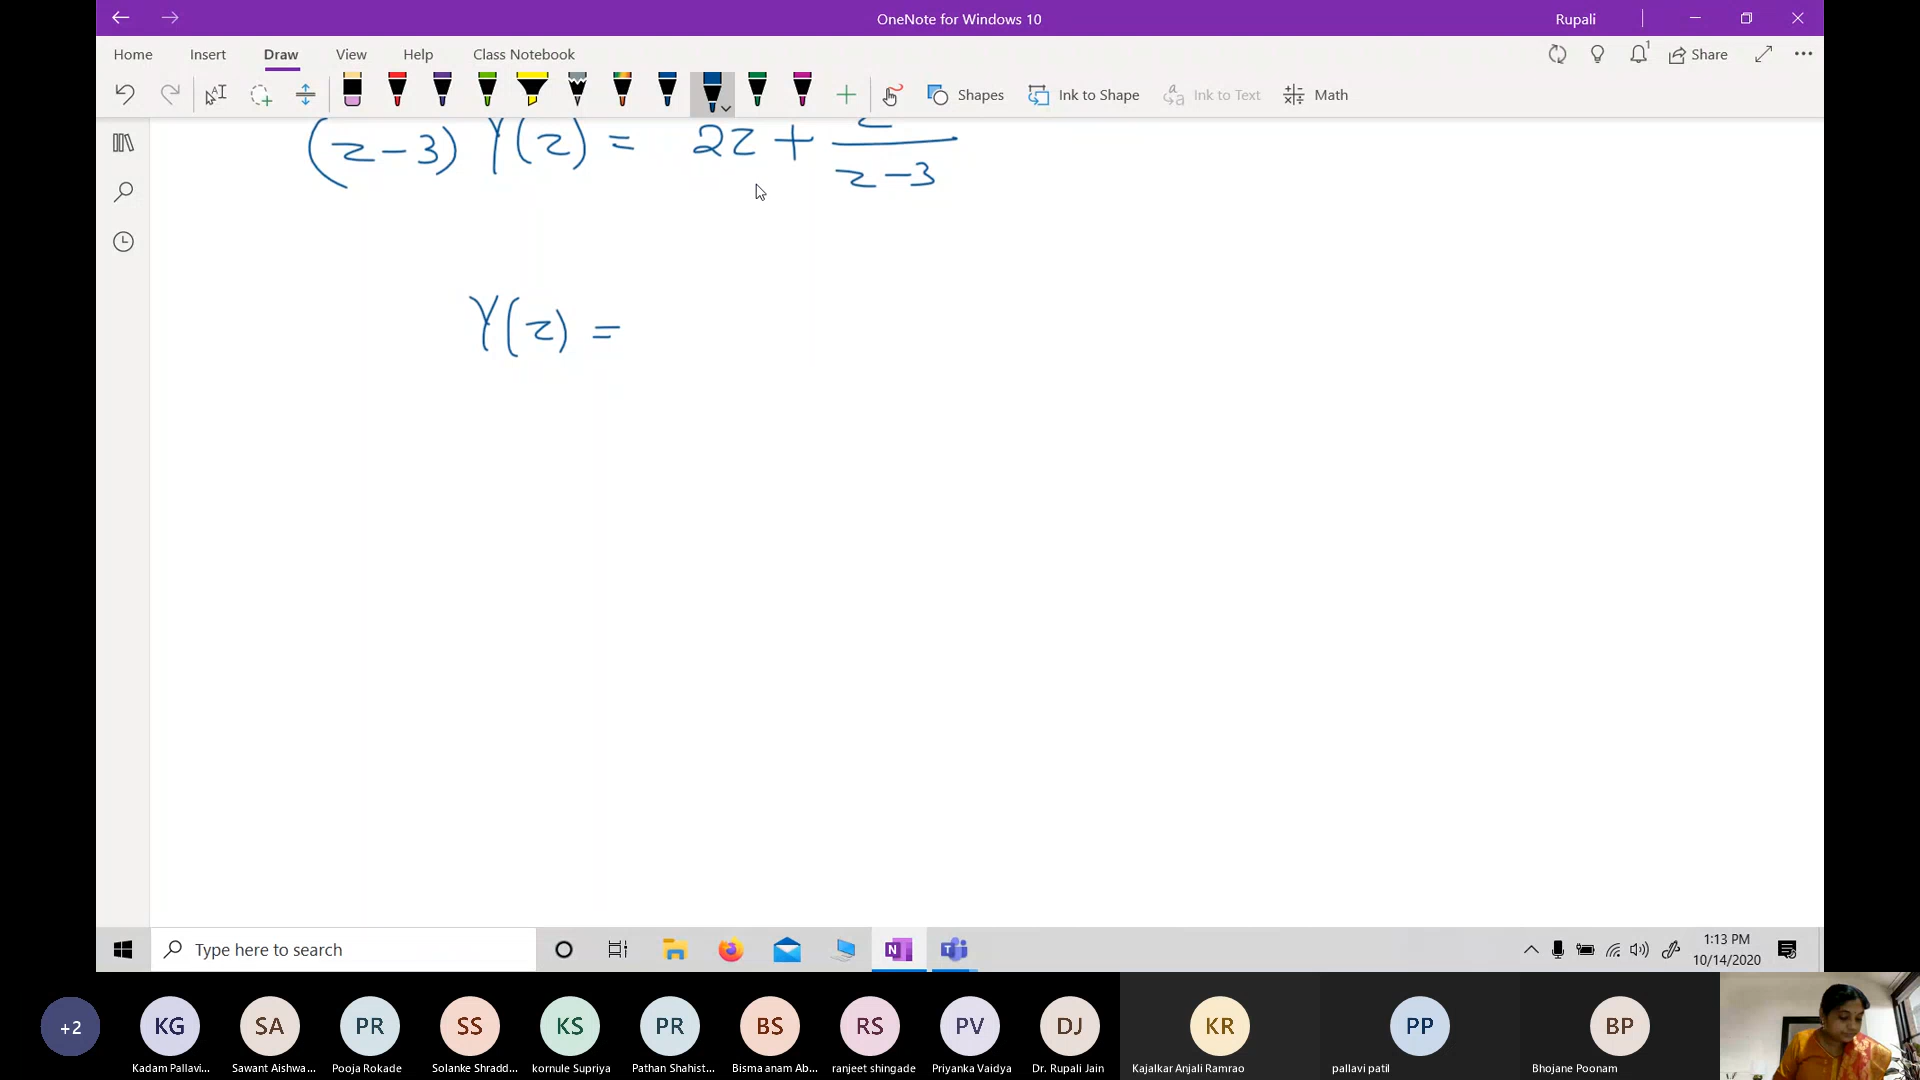 OneNote for Windows 10
Rupali
Home Insert Draw View Help Class Notebook
1 Share
Shapes Ink to Shape Ink to Text Math
(z-3) Y(z) = 2z + z
z-3
Y(z) =
Type here to search
1:13 PM
10/14/2020
+2 KG SA PR SS KS PR BS RS PV DJ KR PP BP
Kadam Pallavi... Sawant Aishwa... Pooja Rokade Solanke Shradd... kornule Supriya Pathan Shahist... Bisma anam Ab... ranjeet shingade Priyanka Vaidya Dr. Rupali Jain Kajalkar Anjali Ramrao pallavi patil Bhojane Poonam